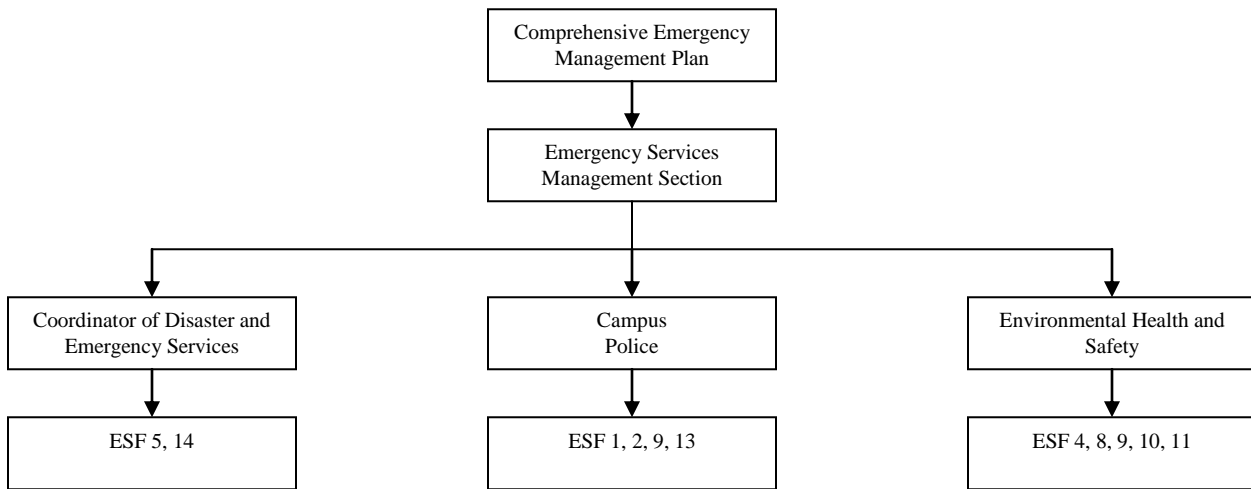 Comprehensive Emergency
Management Plan
Emergency Services
Management Section
Coordinator of Disaster and
Emergency Services
Campus
Police
Environmental Health and
Safety
ESF 5, 14
ESF 1, 2, 9, 13
ESF 4, 8, 9, 10, 11